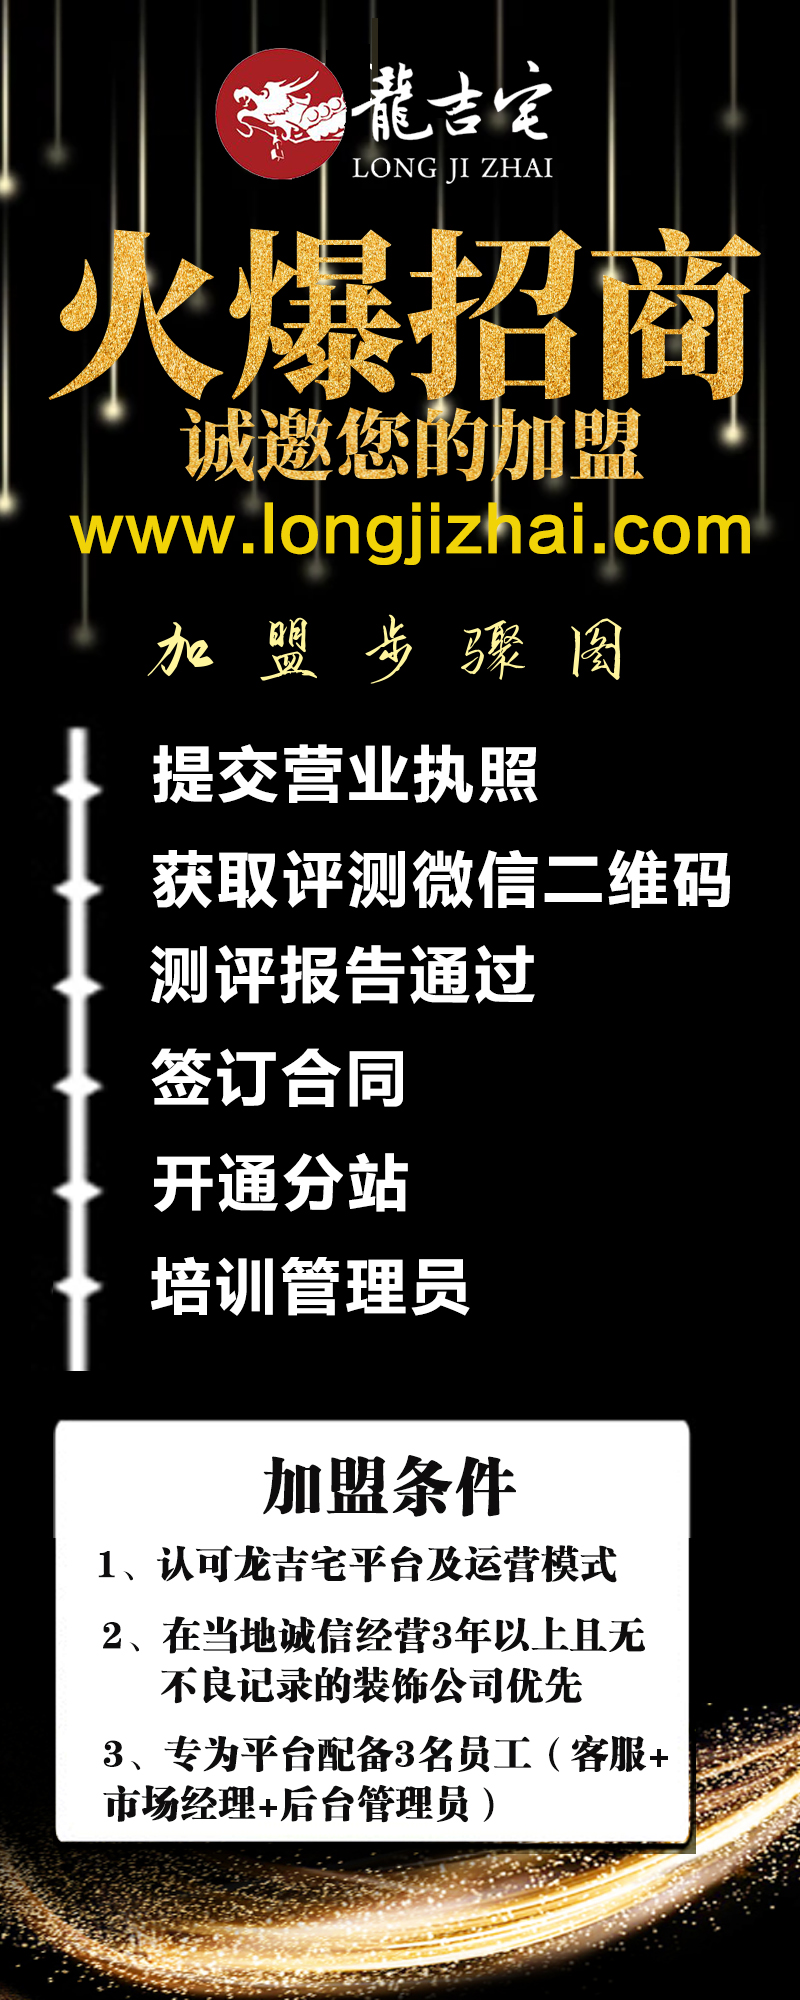 龍吉宅
LONG JI ZHAI
火爆招商
诚邀您的加盟
www.longjizhai.com
加盟步骤图
提交营业执照
获取评测微信二维码
测评报告通过
签订合同
开通分站
培训管理员
加盟条件
1、认可龙吉宅平台及运营模式
2、在当地诚信经营3年以上且无
不良记录的装饰公司优先
3、专为平台配备3名员工（客服+
市场经理+后台管理员）